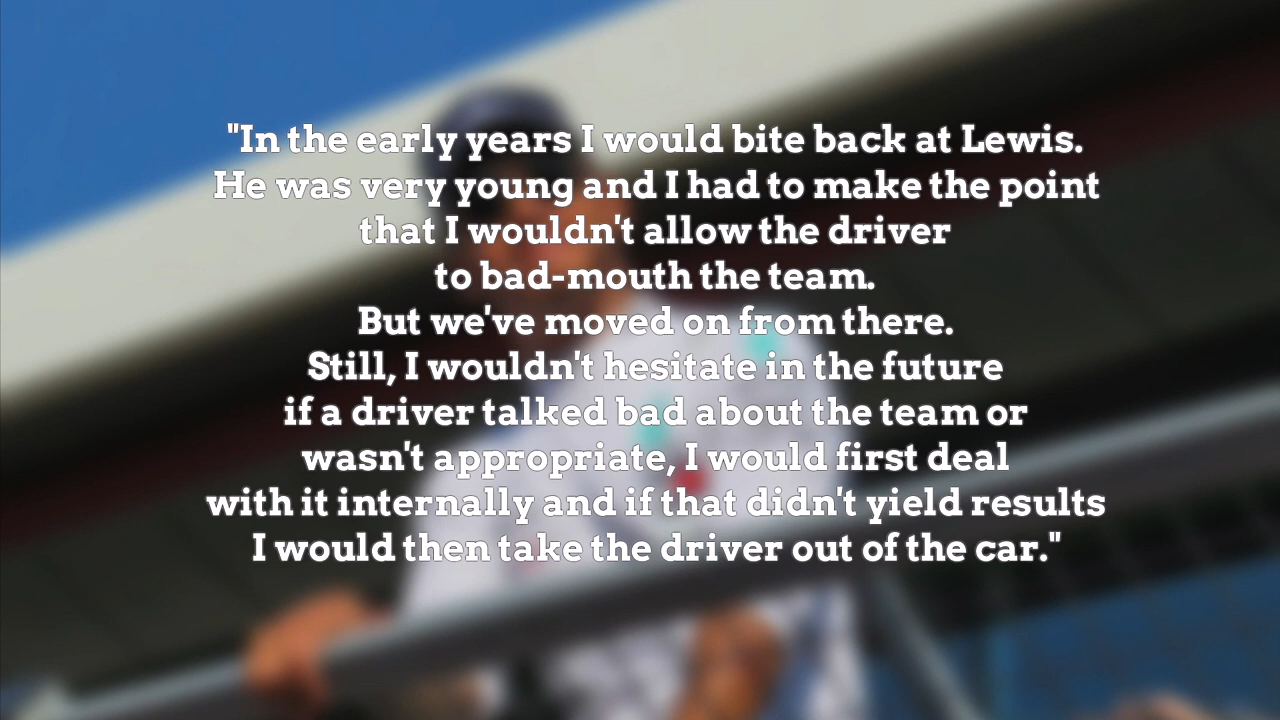 "In the early years I would bite back at Lewis.
He was very young and I had to make the point
that I wouldn't allow the driver
to bad-mouth the team.
But we've moved on from there.
Still, I wouldn't hesitate in the future
if a driver talked bad about the team or
wasn't appropriate, I would first deal
with it internally and if that didn't yield results
I would then take the driver out of the car."